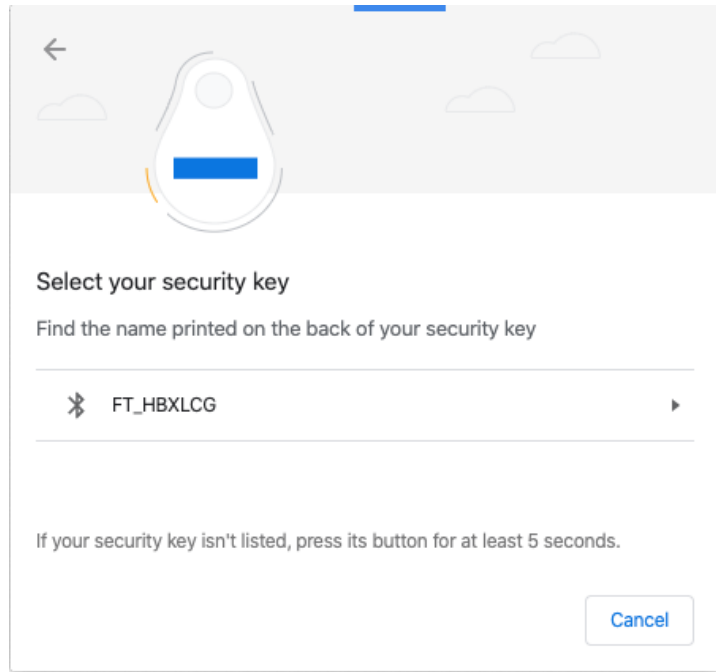 Select your security key
Find the name printed on the back of your security key
FT_HBXLCG
If your security key isn't listed, press its button for at least 5 seconds.
Cancel